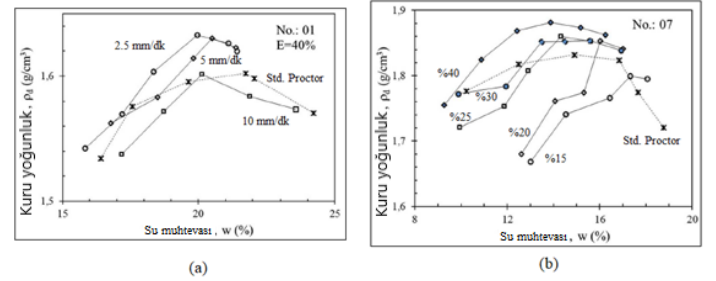 No.: 01
E=40%
2.5 mm/dk
5 mm/dk
Std. Proctor
10 mm/dk
Kuru yoğunluk, ρd (g/cm³)
1,6
1,5
15 20 25
Su muhtevası , w (%)
(a)
No.: 07
%40
%30
%25
%20
%15
Std. Proctor
Kuru yoğunluk, ρd (g/cm³)
1,9
1,8
1,7
1,6
8 12 16 20
Su muhtevası , w (%)
(b)